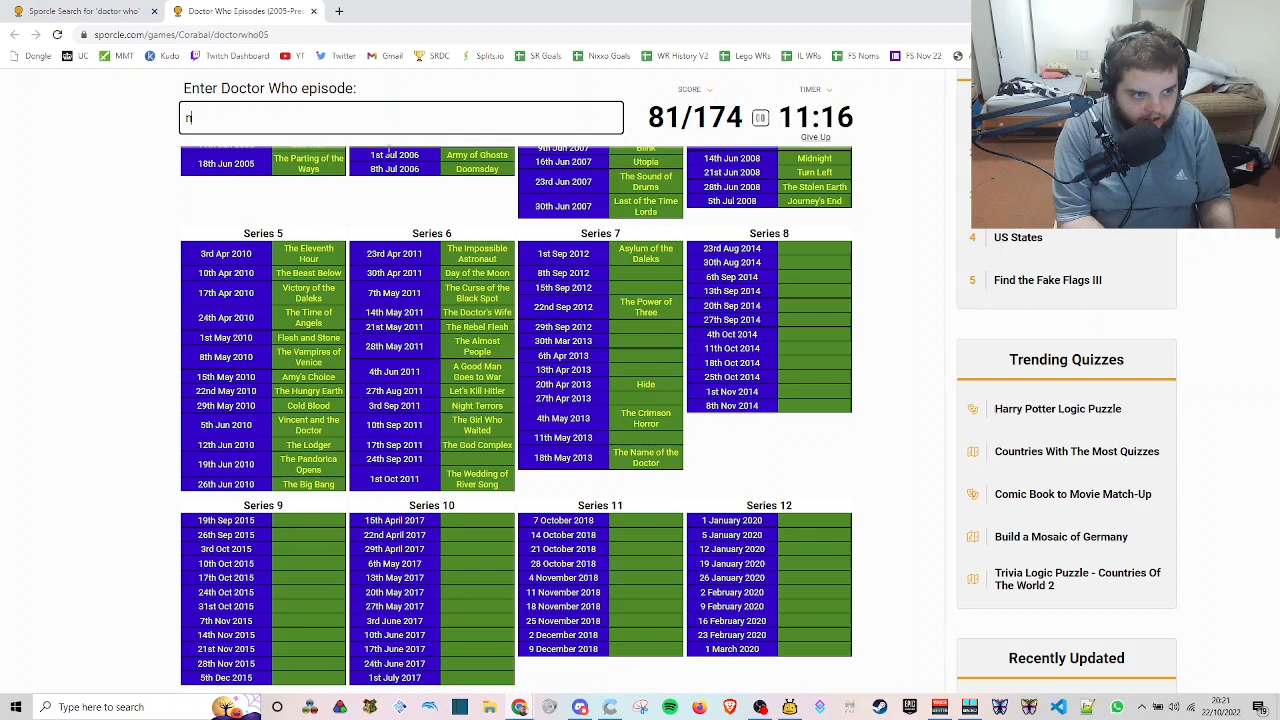 Sporcle Search for 'doctor who'
Doctor Who Episodes (2005-Pres
sporcle.com/games/Corabal/doctorwho05
Dongle UC MMT Kudo Twitch Dashboard YT Twitter Gmail SRDC Splits.io SR Goals Nixxo Goals WR History V2 Lego WRs IL WRs FS Noms FS Nov 22
Enter Doctor Who episode:
n
SCORE
81/174
TIMER
11:16
Give Up
18th Jun 2005 The Parting of the Ways
1st Jul 2006 Army of Ghosts
8th Jul 2006 Doomsday
9th Jun 2007 Blink
16th Jun 2007 Utopia
23rd Jun 2007 The Sound of Drums
30th Jun 2007 Last of the Time Lords
14th Jun 2008 Midnight
21st Jun 2008 Turn Left
28th Jun 2008 The Stolen Earth
5th Jul 2008 Journey's End
Series 5
3rd Apr 2010 The Eleventh Hour
10th Apr 2010 The Beast Below
17th Apr 2010 Victory of the Daleks
24th Apr 2010 The Time of Angels
1st May 2010 Flesh and Stone
8th May 2010 The Vampires of Venice
15th May 2010 Amy's Choice
22nd May 2010 The Hungry Earth
29th May 2010 Cold Blood
5th Jun 2010 Vincent and the Doctor
12th Jun 2010 The Lodger
19th Jun 2010 The Pandorica Opens
26th Jun 2010 The Big Bang
Series 6
23rd Apr 2011 The Impossible Astronaut
30th Apr 2011 Day of the Moon
7th May 2011 The Curse of the Black Spot
14th May 2011 The Doctor's Wife
21st May 2011 The Rebel Flesh
28th May 2011 The Almost People
4th Jun 2011 A Good Man Goes to War
27th Aug 2011 Let's Kill Hitler
3rd Sep 2011 Night Terrors
10th Sep 2011 The Girl Who Waited
17th Sep 2011 The God Complex
24th Sep 2011
1st Oct 2011 The Wedding of River Song
Series 7
1st Sep 2012 Asylum of the Daleks
8th Sep 2012
15th Sep 2012
22nd Sep 2012 The Power of Three
29th Sep 2012
30th Mar 2013
6th Apr 2013
13th Apr 2013
20th Apr 2013 Hide
27th Apr 2013
4th May 2013 The Crimson Horror
11th May 2013
18th May 2013 The Name of the Doctor
Series 8
23rd Aug 2014
30th Aug 2014
6th Sep 2014
13th Sep 2014
20th Sep 2014
27th Sep 2014
4th Oct 2014
11th Oct 2014
18th Oct 2014
25th Oct 2014
1st Nov 2014
8th Nov 2014
Series 9
19th Sep 2015
26th Sep 2015
3rd Oct 2015
10th Oct 2015
17th Oct 2015
24th Oct 2015
31st Oct 2015
7th Nov 2015
14th Nov 2015
21st Nov 2015
28th Nov 2015
5th Dec 2015
Series 10
15th April 2017
22nd April 2017
29th April 2017
6th May 2017
13th May 2017
20th May 2017
27th May 2017
3rd June 2017
10th June 2017
17th June 2017
24th June 2017
1st July 2017
Series 11
7 October 2018
14 October 2018
21 October 2018
28 October 2018
4 November 2018
11 November 2018
18 November 2018
25 November 2018
2 December 2018
9 December 2018
Series 12
1 January 2020
5 January 2020
12 January 2020
19 January 2020
26 January 2020
2 February 2020
9 February 2020
16 February 2020
23 February 2020
1 March 2020
4 US States
5 Find the Fake Flags III
Trending Quizzes
Harry Potter Logic Puzzle
Countries With The Most Quizzes
Comic Book to Movie Match-Up
Build a Mosaic of Germany
Trivia Logic Puzzle - Countries Of The World 2
Recently Updated
Type here to search
20:21
22/10/2022